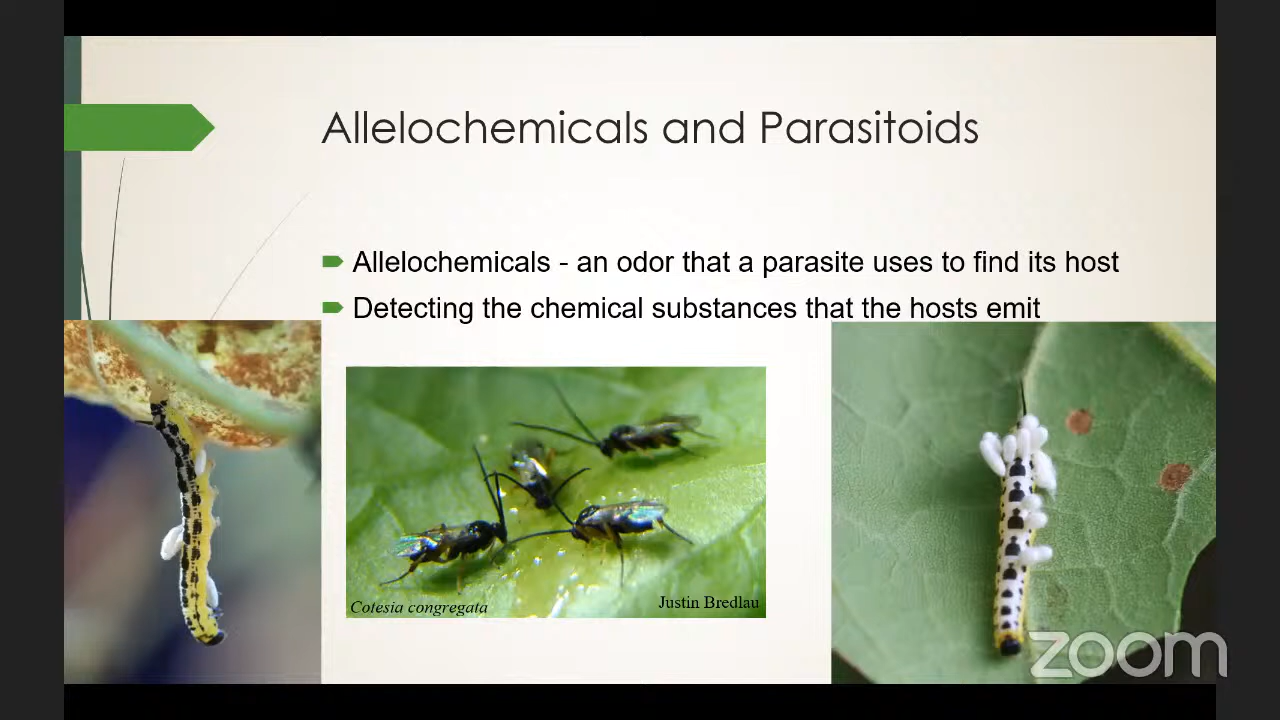 Allelochemicals and Parasitoids
Allelochemicals - an odor that a parasite uses to find its host
Detecting the chemical substances that the hosts emit
Cotesia congregata
Justin Bredlau
zoom